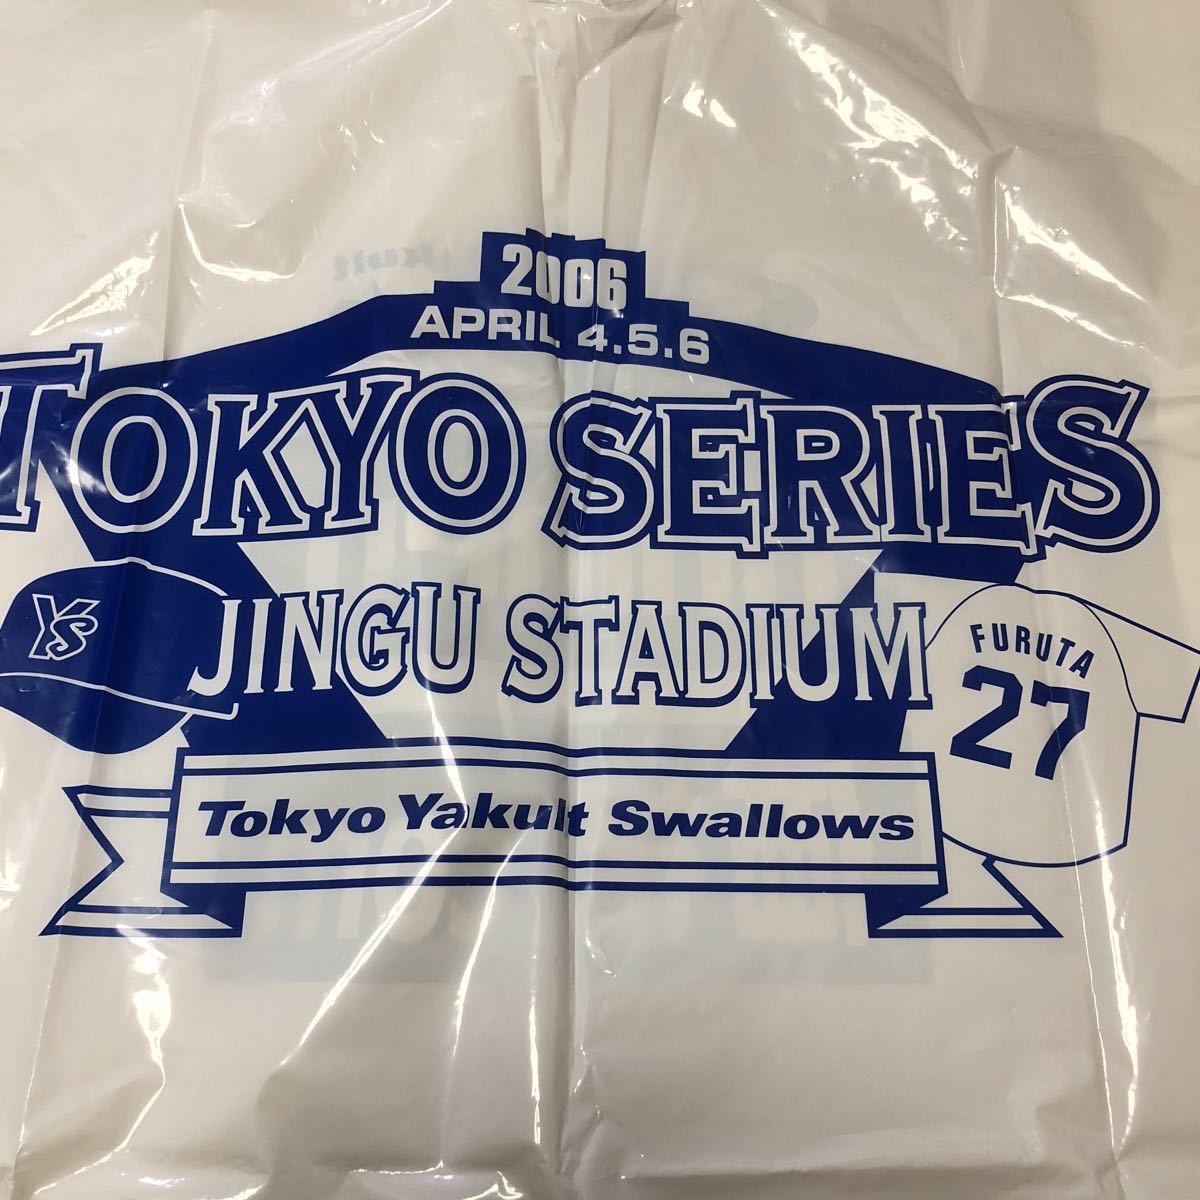 2006
APRIL 4.5.6
TOKYO SERIES
YS
JINGU STADIUM
FURUTA
27
Tokyo Yakult Swallows